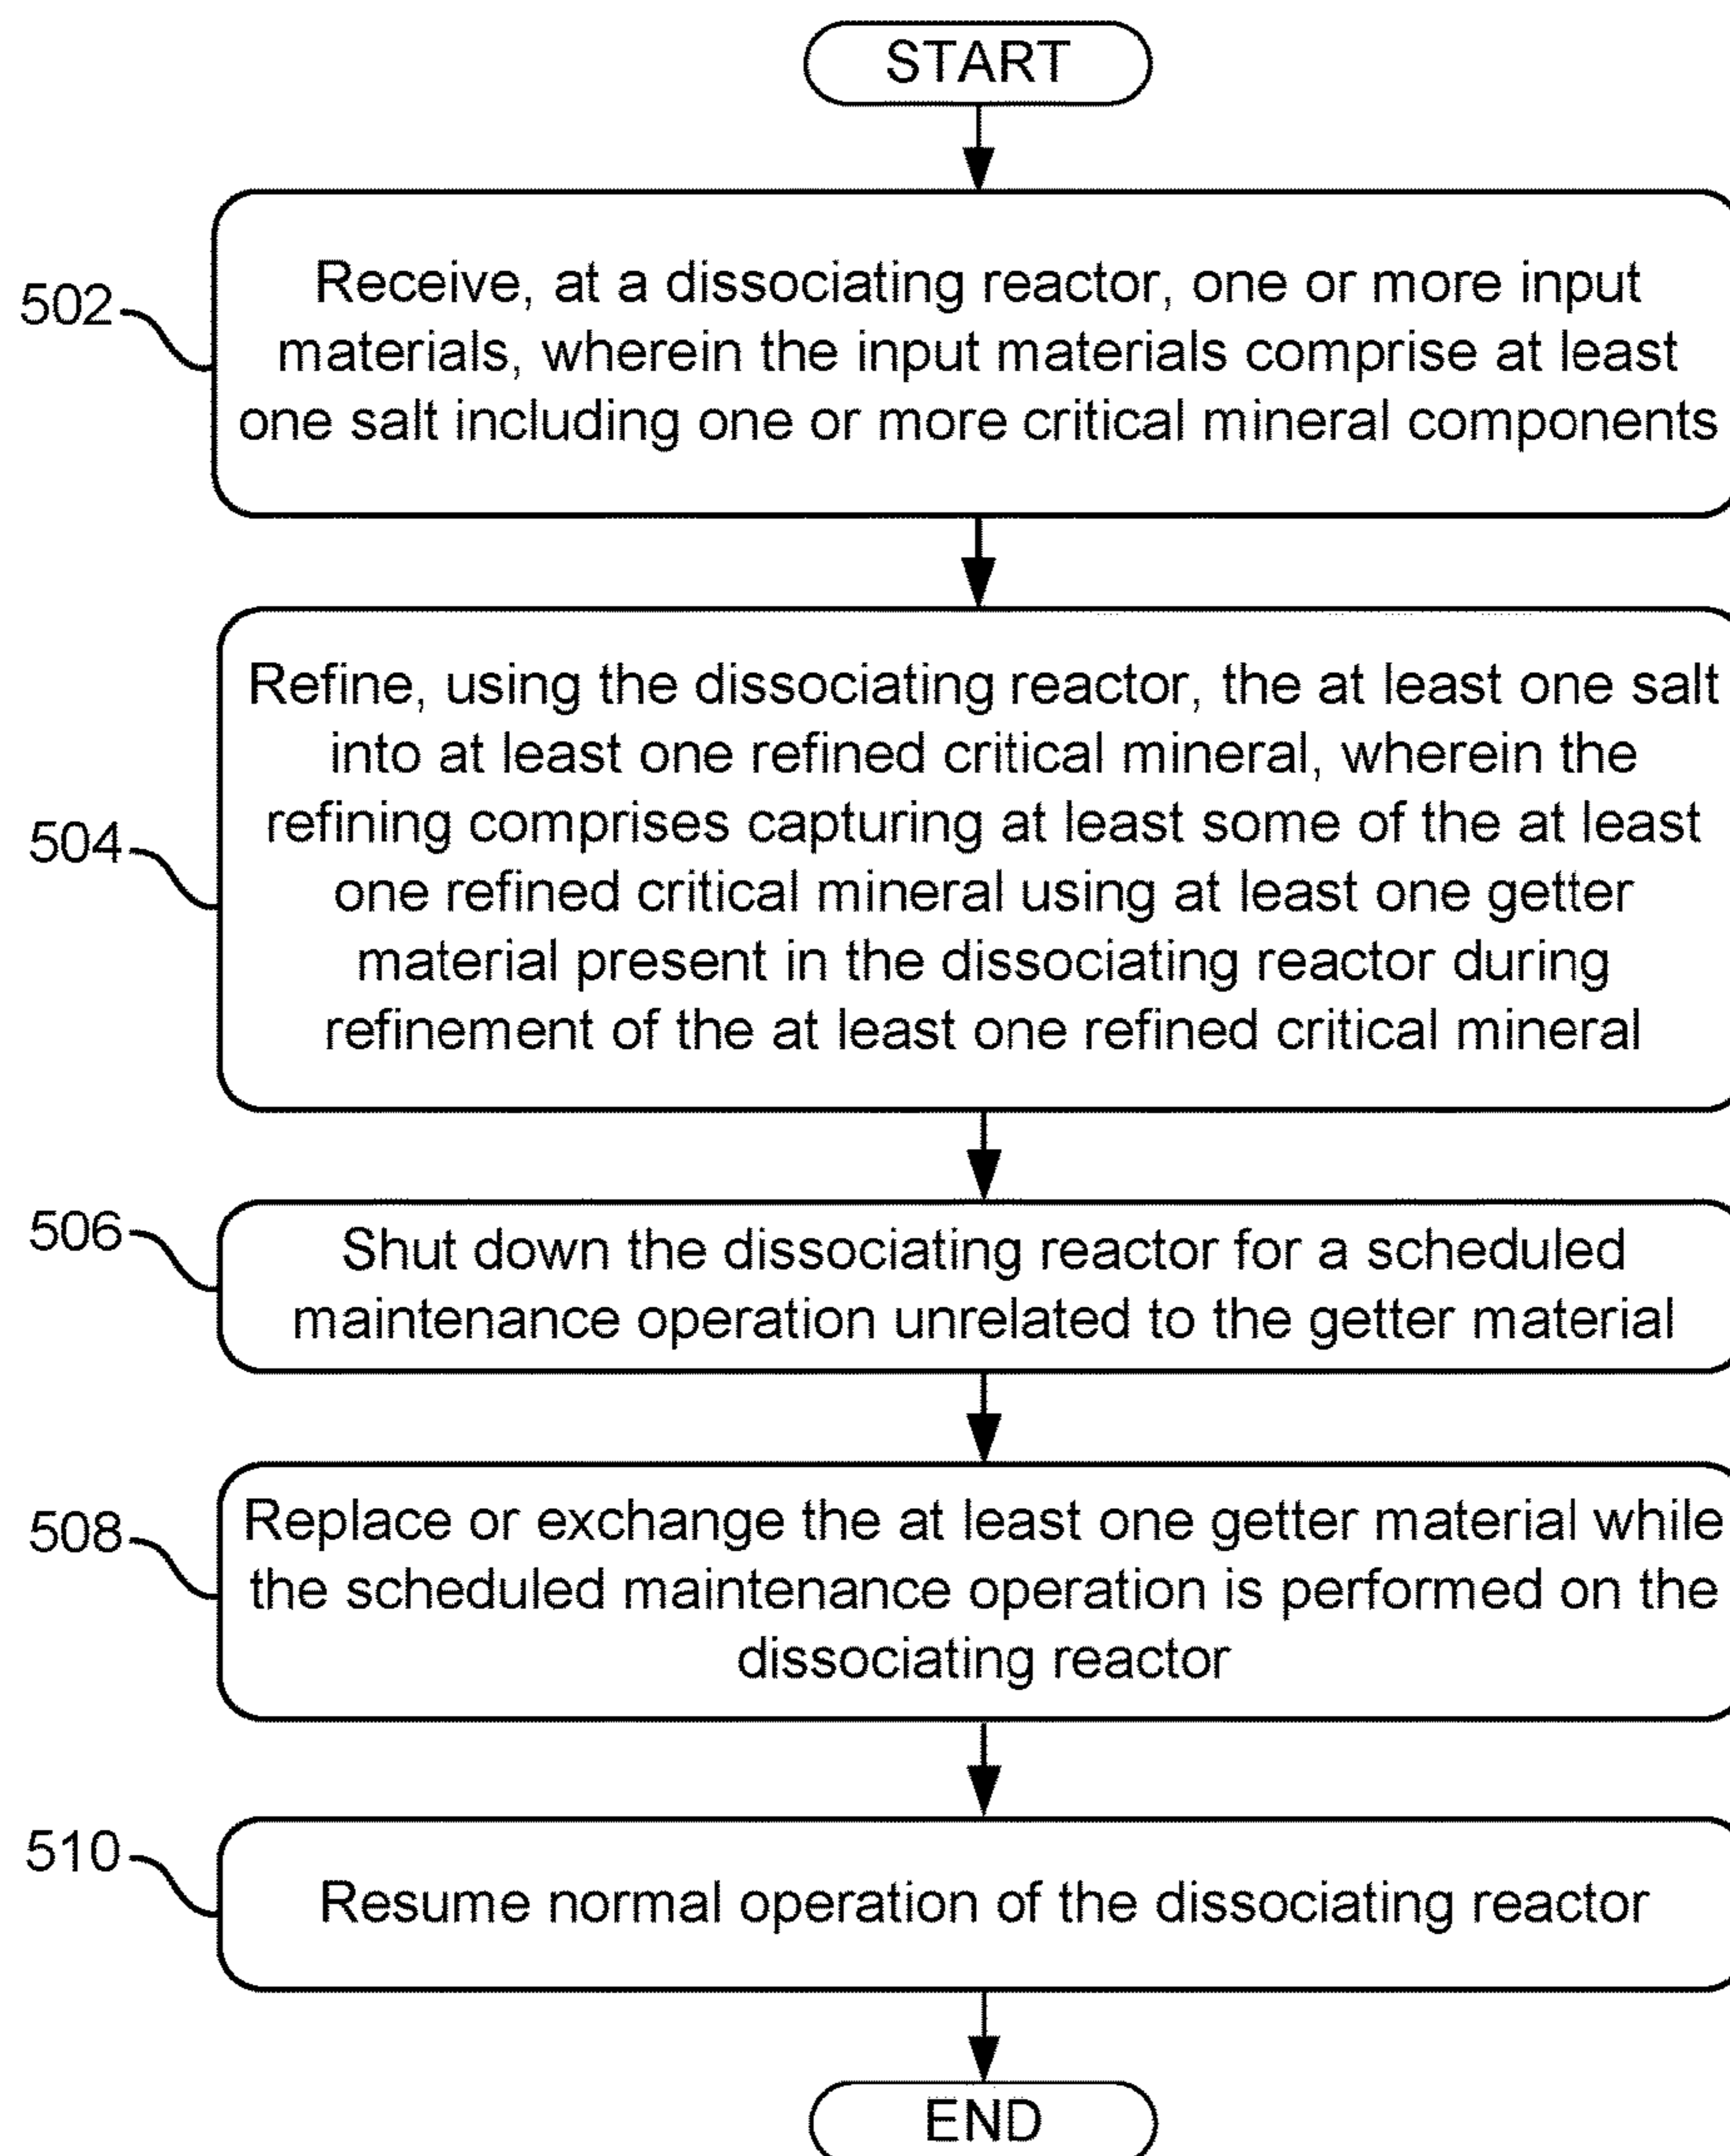 START
502
Receive, at a dissociating reactor, one or more input
materials, wherein the input materials comprise at least
one salt including one or more critical mineral components
504
Refine, using the dissociating reactor, the at least one salt
into at least one refined critical mineral, wherein the
refining comprises capturing at least some of the at least
one refined critical mineral using at least one getter
material present in the dissociating reactor during
refinement of the at least one refined critical mineral
506
Shut down the dissociating reactor for a scheduled
maintenance operation unrelated to the getter material
508
Replace or exchange the at least one getter material while
the scheduled maintenance operation is performed on the
dissociating reactor
510
Resume normal operation of the dissociating reactor
END